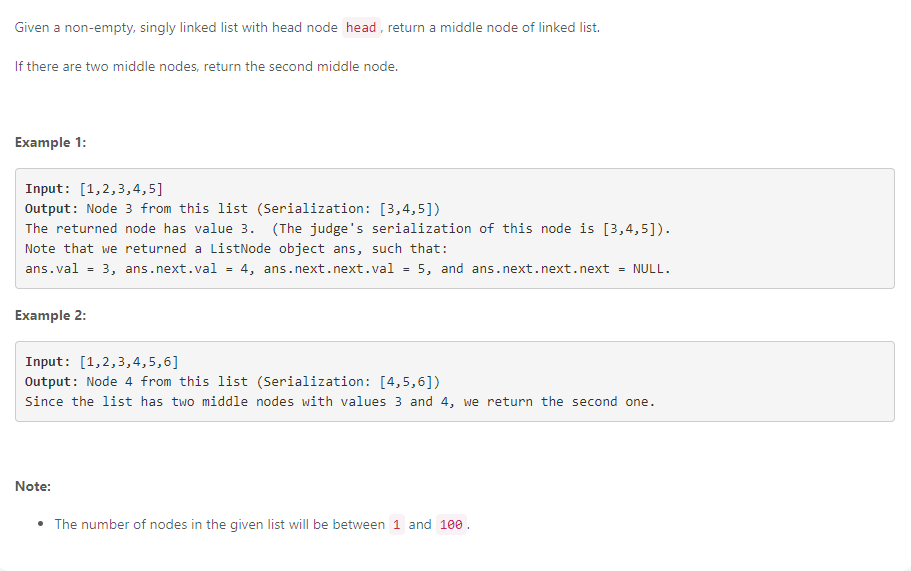 Given a non-empty, singly linked list with head node head, return a middle node of linked list.
If there are two middle nodes, return the second middle node.
Example 1:
Input: [1,2,3,4,5]
Output: Node 3 from this list (Serialization: [3,4,5])
The returned node has value 3.  (The judge's serialization of this node is [3,4,5]).
Note that we returned a ListNode object ans, such that:
ans.val = 3, ans.next.val = 4, ans.next.next.val = 5, and ans.next.next.next = NULL.
Example 2:
Input: [1,2,3,4,5,6]
Output: Node 4 from this list (Serialization: [4,5,6])
Since the list has two middle nodes with values 3 and 4, we return the second one.
Note:
• The number of nodes in the given list will be between 1 and 100.